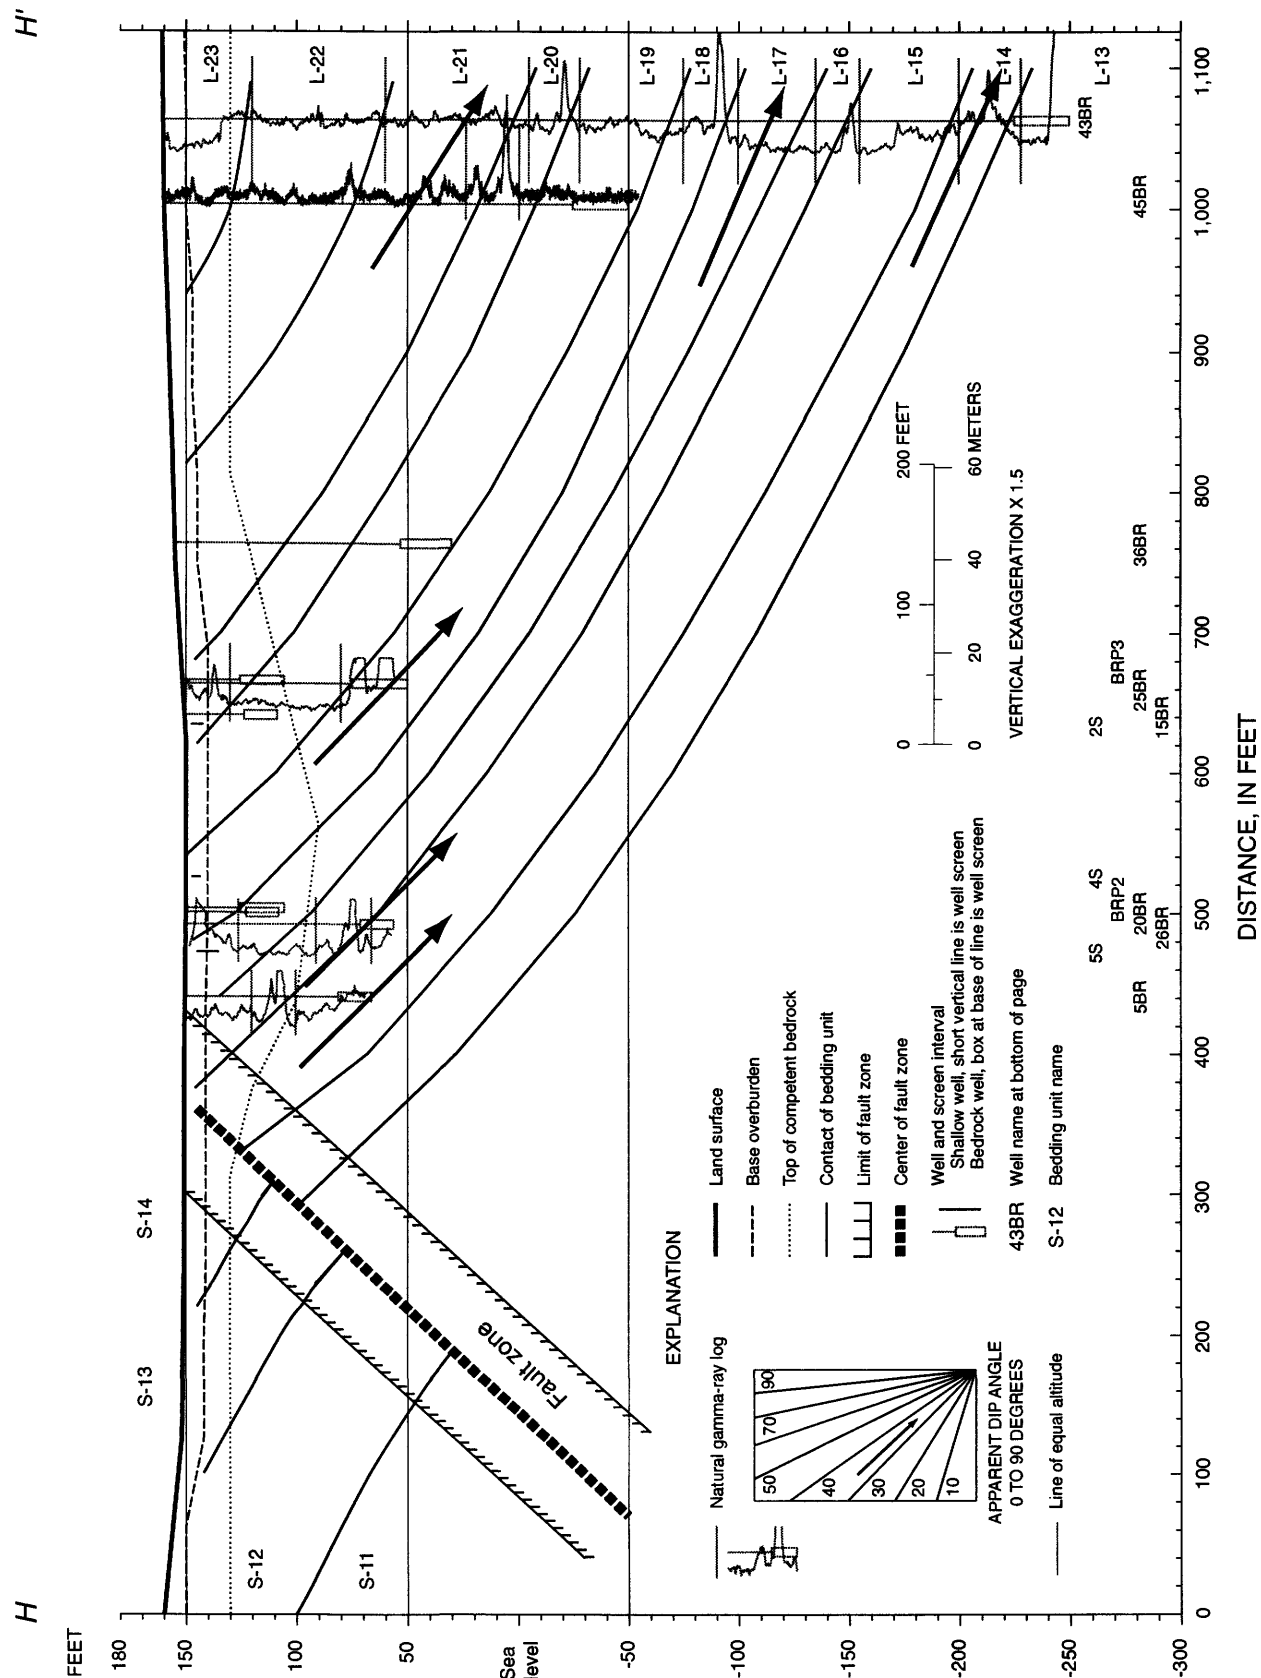 H
H'
FEET
180
150
100
50
Sea
level
-50
-100
-150
-200
-250
-300
S-13
S-14
S-12
S-11
Fault zone
L-23
L-22
L-21
L-20
L-19
L-18
L-17
L-16
L-15
L-14
L-13
EXPLANATION
Natural gamma-ray log
50
70
90
40
30
20
10
APPARENT DIP ANGLE
0 TO 90 DEGREES
Line of equal altitude
Land surface
Base overburden
Top of competent bedrock
Contact of bedding unit
Limit of fault zone
Center of fault zone
Well and screen interval
Shallow well, short vertical line is well screen
Bedrock well, box at base of line is well screen
43BR Well name at bottom of page
S-12 Bedding unit name
0 100 200 FEET
0 20 40 60 METERS
VERTICAL EXAGGERATION X 1.5
5BR
5S
4S
BRP2
20BR
26BR
2S
BRP3
25BR
15BR
36BR
45BR
43BR
0 100 200 300 400 500 600 700 800 900 1,000 1,100
DISTANCE, IN FEET